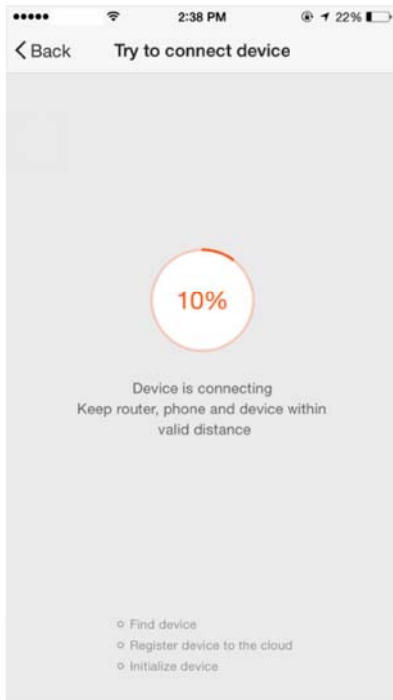 2:38 PM
22%
Back
Try to connect device
10%
Device is connecting
Keep router, phone and device within
valid distance
Find device
Register device to the cloud
Initialize device